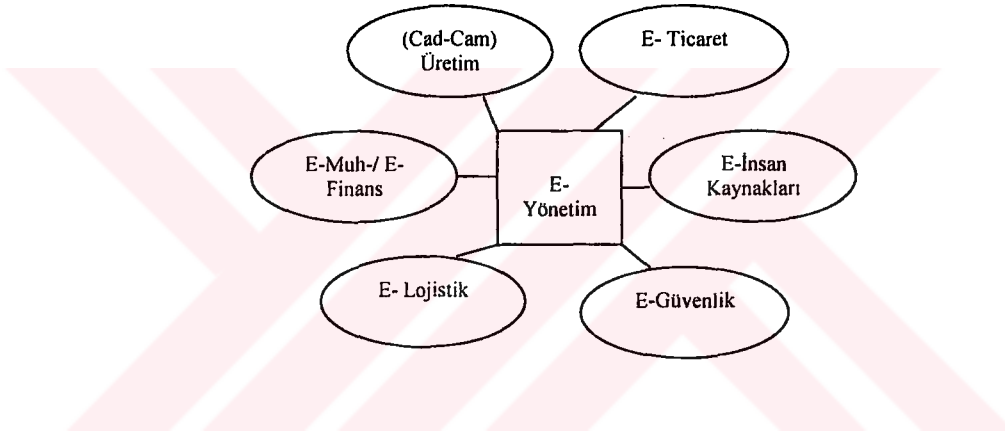 (Cad-Cam)
Üretim
E- Ticaret
E-Muh-/ E-
Finans
E-
Yönetim
E-İnsan
Kaynakları
E- Lojistik
E-Güvenlik